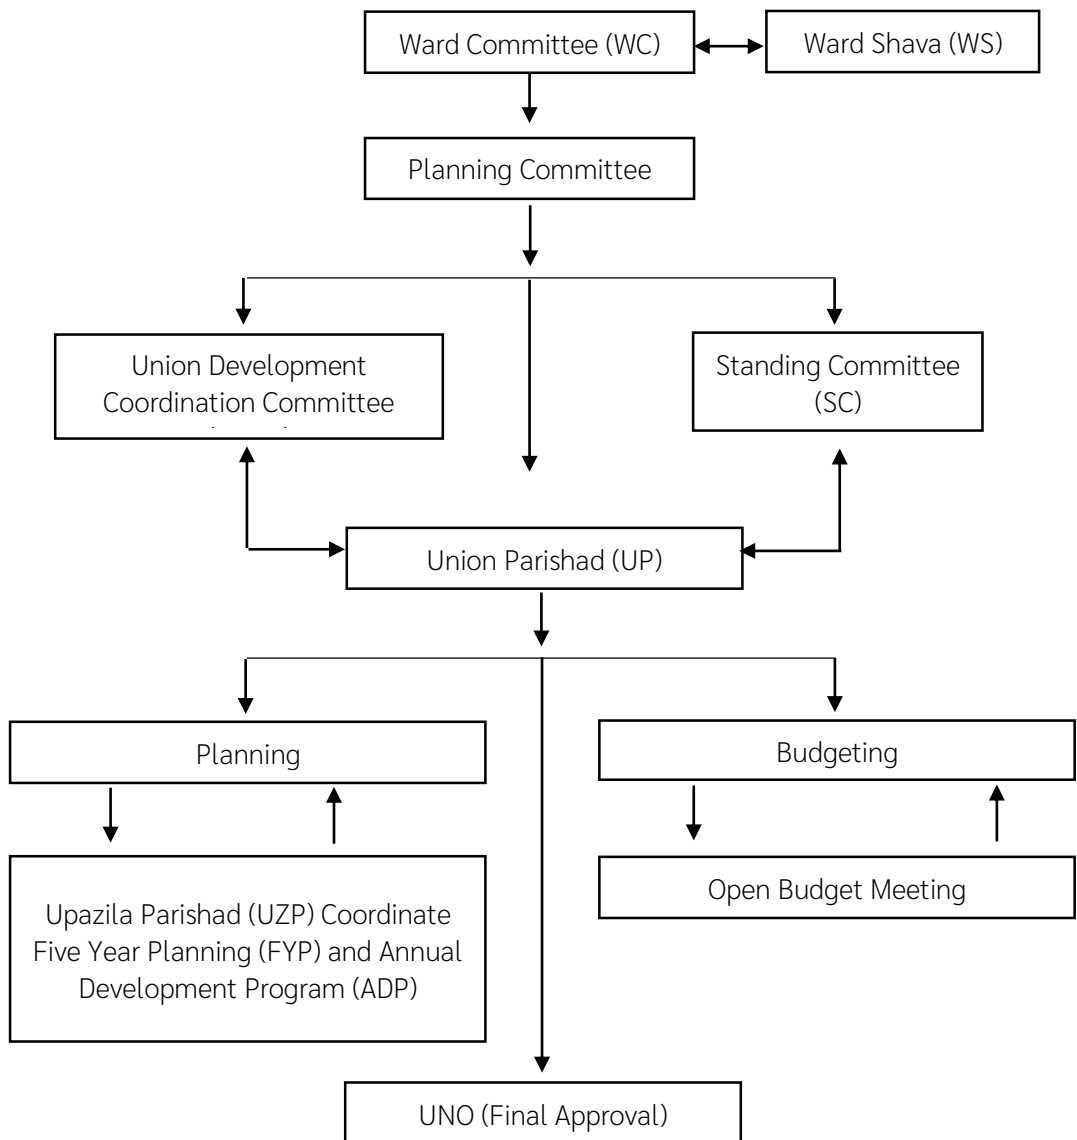 Ward Committee (WC)
Ward Shava (WS)
Planning Committee
Union Development
Coordination Committee
Standing Committee
(SC)
Union Parishad (UP)
Planning
Budgeting
Upazila Parishad (UZP) Coordinate
Five Year Planning (FYP) and Annual
Development Program (ADP)
Open Budget Meeting
UNO (Final Approval)